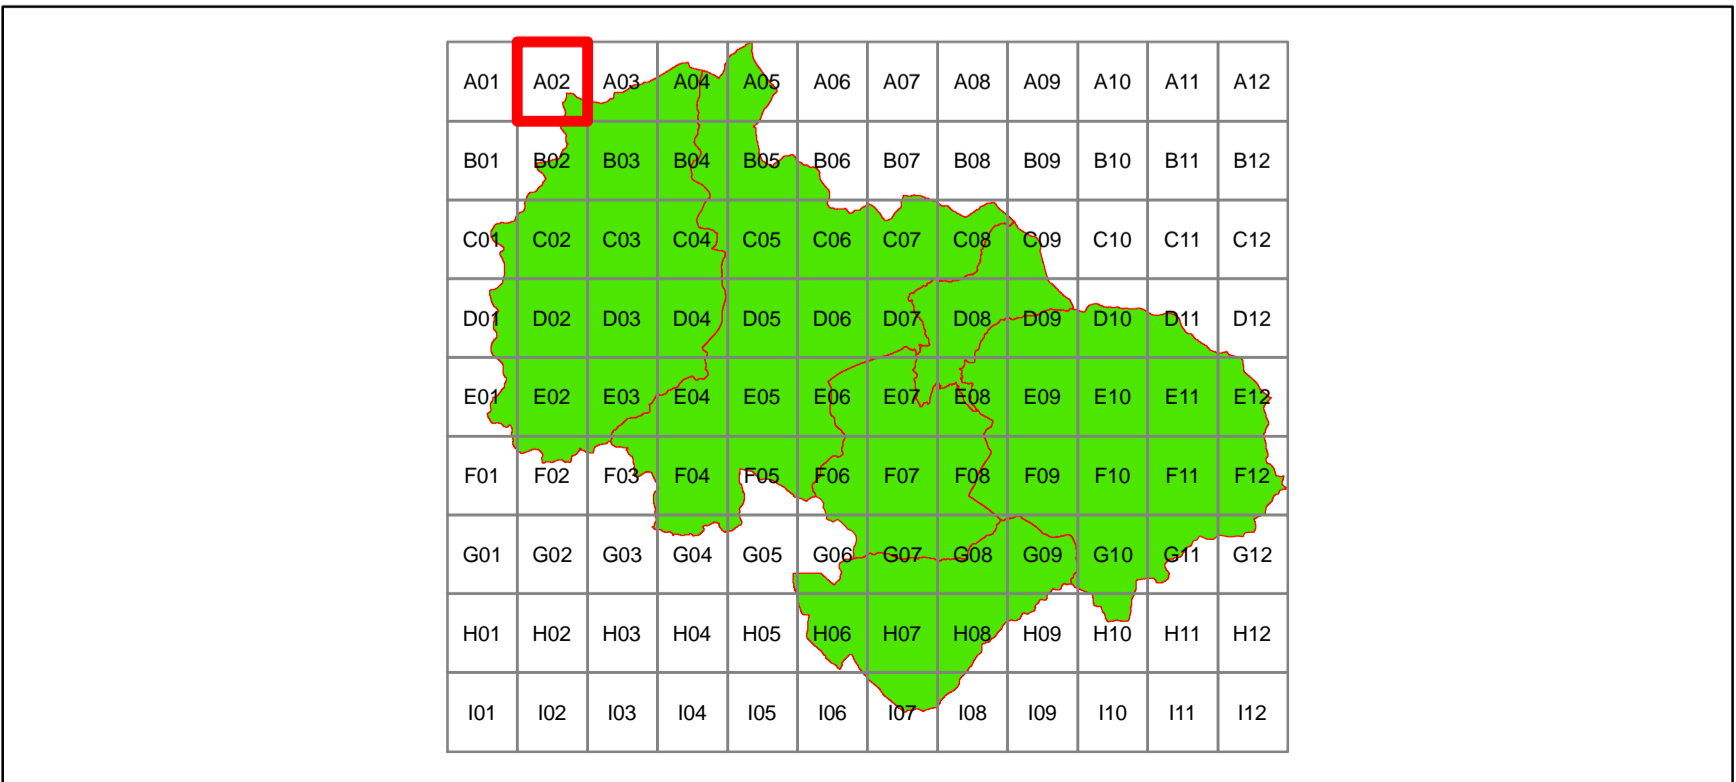 A01 A02 A03 A04 A05 A06 A07 A08 A09 A10 A11 A12
B01 B02 B03 B04 B05 B06 B07 B08 B09 B10 B11 B12
C01 C02 C03 C04 C05 C06 C07 C08 C09 C10 C11 C12
D01 D02 D03 D04 D05 D06 D07 D08 D09 D10 D11 D12
E01 E02 E03 E04 E05 E06 E07 E08 E09 E10 E11 E12
F01 F02 F03 F04 F05 F06 F07 F08 F09 F10 F11 F12
G01 G02 G03 G04 G05 G06 G07 G08 G09 G10 G11 G12
H01 H02 H03 H04 H05 H06 H07 H08 H09 H10 H11 H12
I01 I02 I03 I04 I05 I06 I07 I08 I09 I10 I11 I12